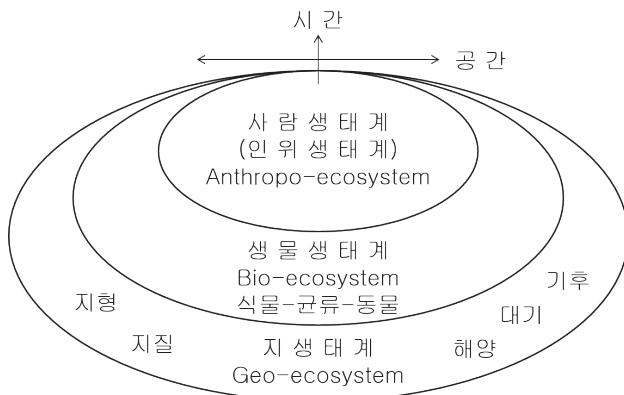 시 간
공 간
사 람 생 태 계
(인 위 생 태 계)
Anthropo-ecosystem
생 물 생 태 계
Bio-ecosystem
식물-균류-동물
지형
기후
대기
지질
지 생 태 계
해양
Geo-ecosystem